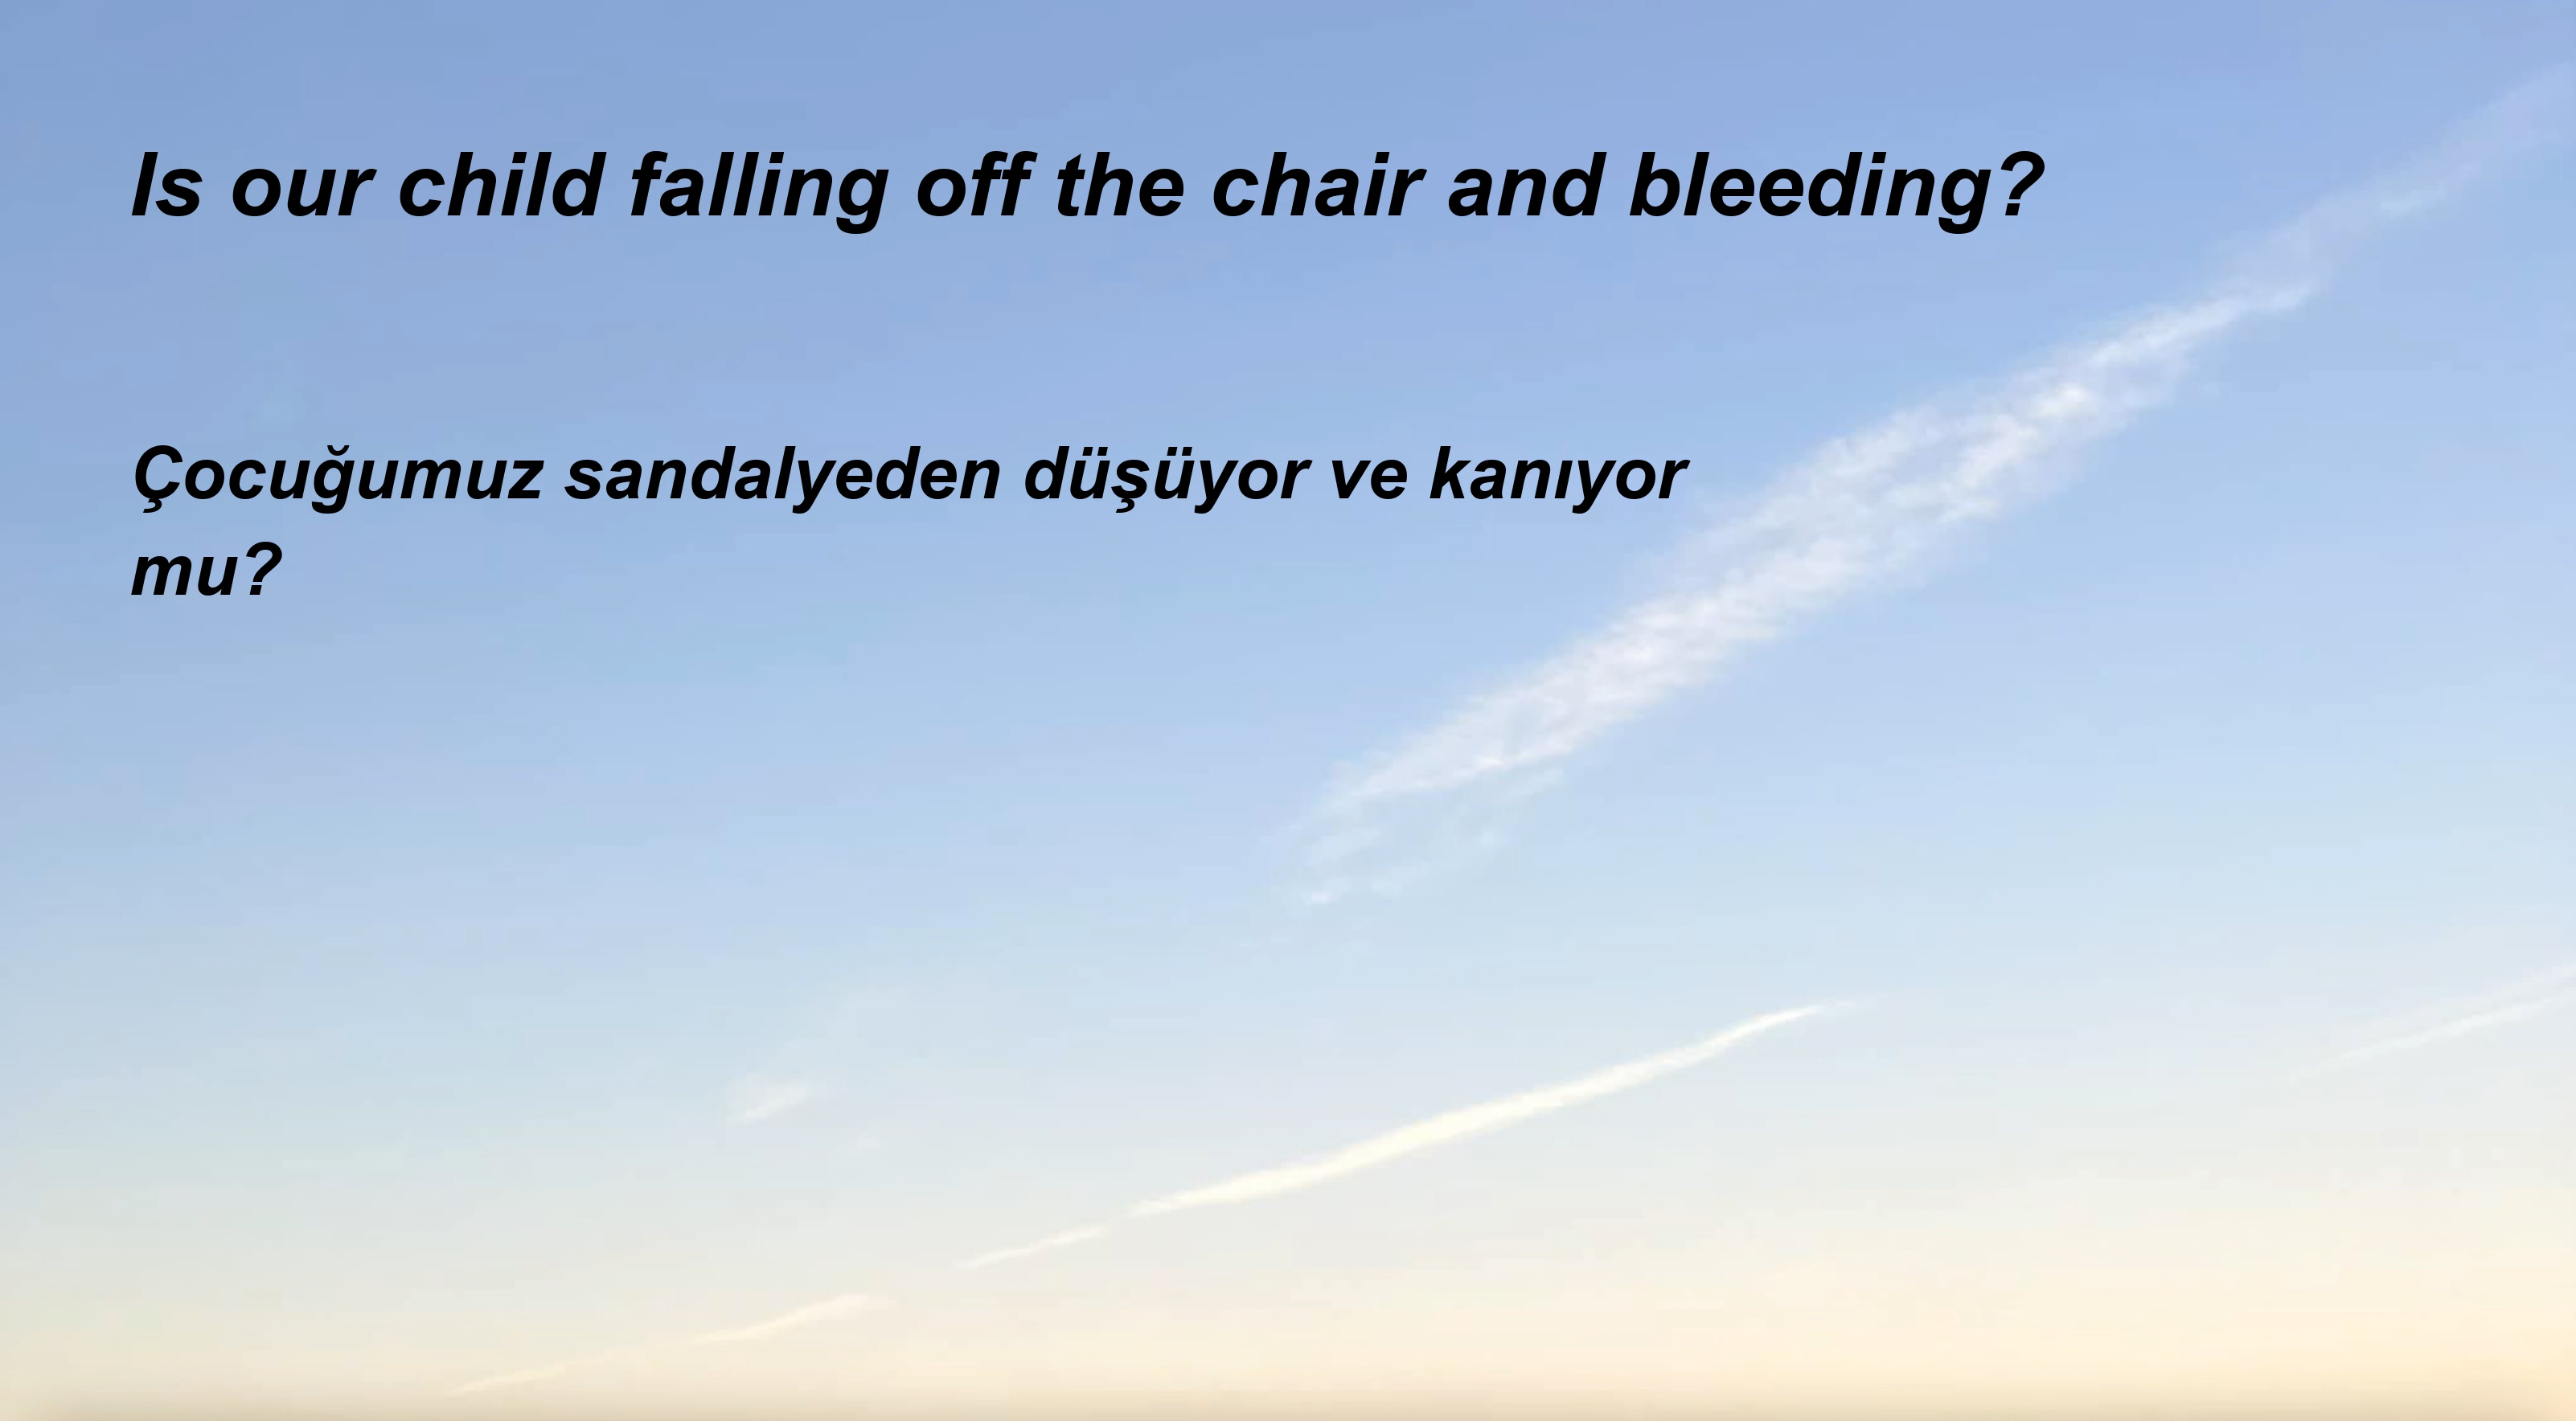 Is our child falling off the chair and bleeding?
Çocuğumuz sandalyeden düşüyor ve kanıyor
mu?